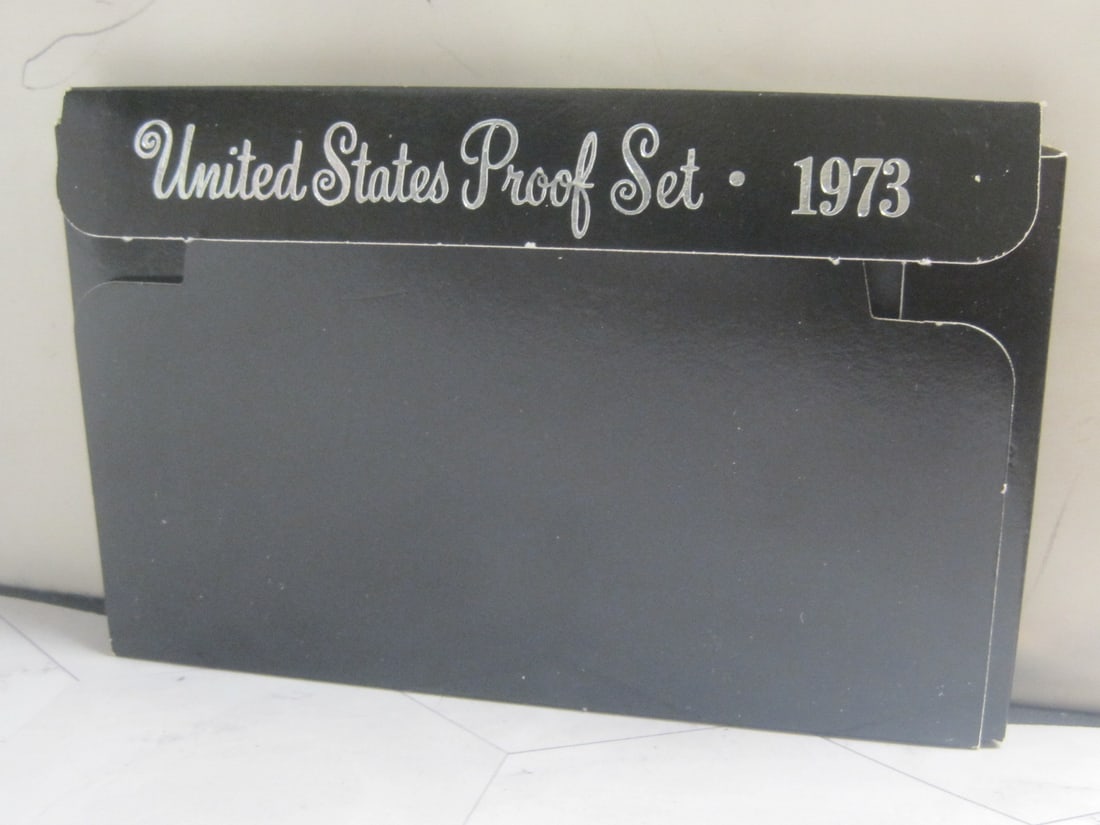 United States Proof Set • 1973